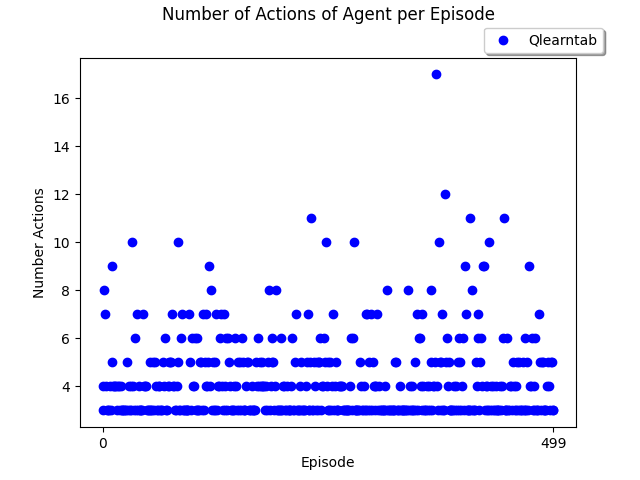 Number of Actions of Agent per Episode
Qlearntab
16
14
12
10
8
6
4
Number Actions
0
499
Episode